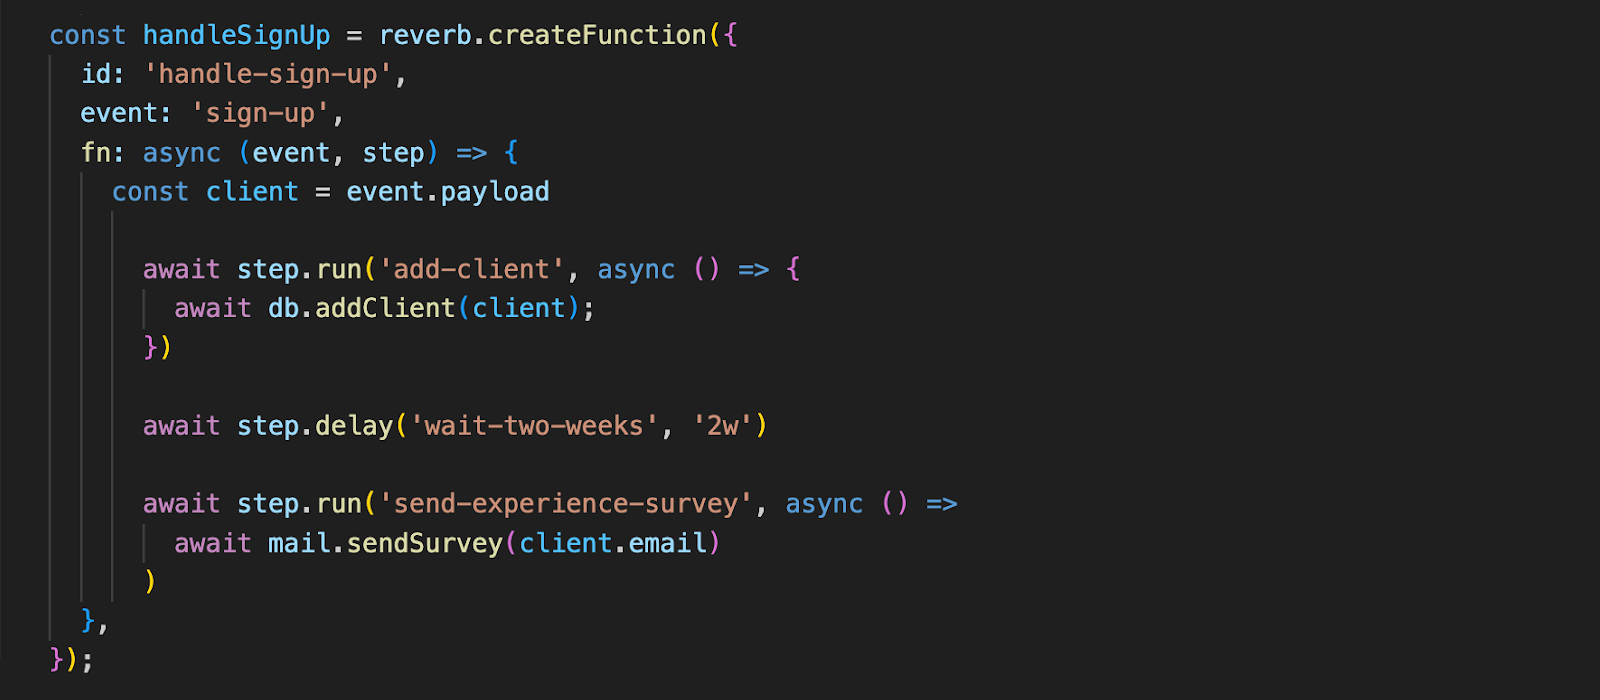 const handleSignUp = reverb.createFunction({
  id: 'handle-sign-up',
  event: 'sign-up',
  fn: async (event, step) => {
    const client = event.payload

      await step.run('add-client', async () => {
        await db.addClient(client);
      })

      await step.delay('wait-two-weeks', '2w')

      await step.run('send-experience-survey', async () =>
        await mail.sendSurvey(client.email)
      )
  },
});